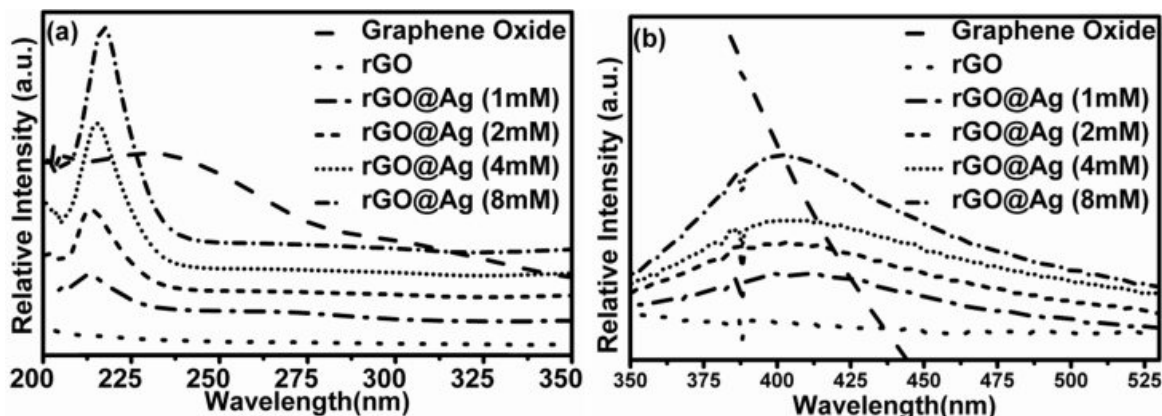 (a)
Graphene Oxide
rGO
rGO@Ag (1mM)
rGO@Ag (2mM)
rGO@Ag (4mM)
rGO@Ag (8mM)
Relative Intensity (a.u.)
200 225 250 275 300 325 350
Wavelength(nm)
(b)
Graphene Oxide
rGO
rGO@Ag (1mM)
rGO@Ag (2mM)
rGO@Ag (4mM)
rGO@Ag (8mM)
Relative Intensity (a.u.)
350 375 400 425 450 475 500 525
Wavelength(nm)